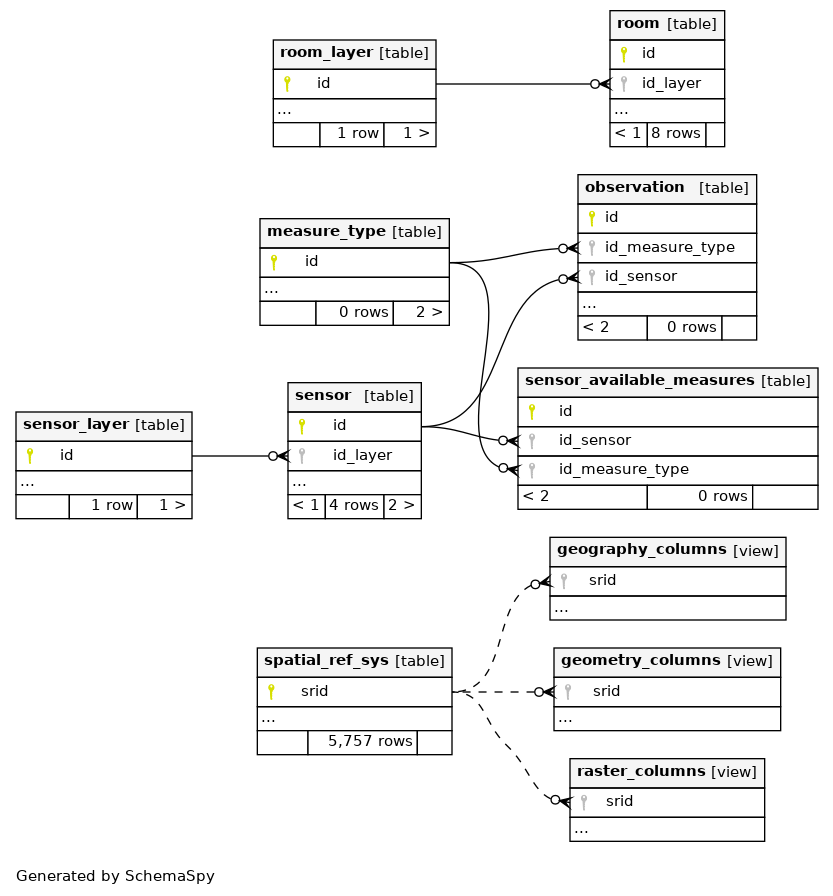 room [table]
id
id_layer
...
< 1 8 rows
room_layer [table]
id
...
1 row 1 >
observation [table]
id
id_measure_type
id_sensor
...
< 2 0 rows
measure_type [table]
id
...
0 rows 2 >
sensor_available_measures [table]
id
id_sensor
id_measure_type
< 2 0 rows
sensor [table]
id
id_layer
...
< 1 4 rows 2 >
sensor_layer [table]
id
...
1 row 1 >
geography_columns [view]
srid
...
spatial_ref_sys [table]
srid
...
5,757 rows
geometry_columns [view]
srid
...
raster_columns [view]
srid
...
Generated by SchemaSpy